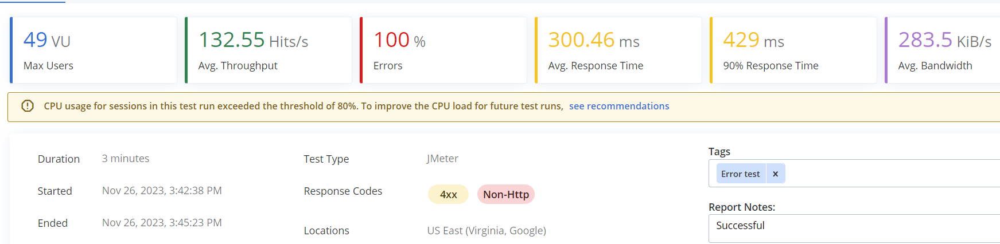 49 VU
Max Users
132.55 Hits/s
Avg. Throughput
100 %
Errors
300.46 ms
Avg. Response Time
429 ms
90% Response Time
283.5 KiB/s
Avg. Bandwidth
CPU usage for sessions in this test run exceeded the threshold of 80%. To improve the CPU load for future test runs, see recommendations
Duration 3 minutes
Started Nov 26, 2023, 3:42:38 PM
Ended Nov 26, 2023, 3:45:23 PM
Test Type JMeter
Response Codes 4xx Non-Http
Locations US East (Virginia, Google)
Tags
Error test ×
Report Notes:
Successful